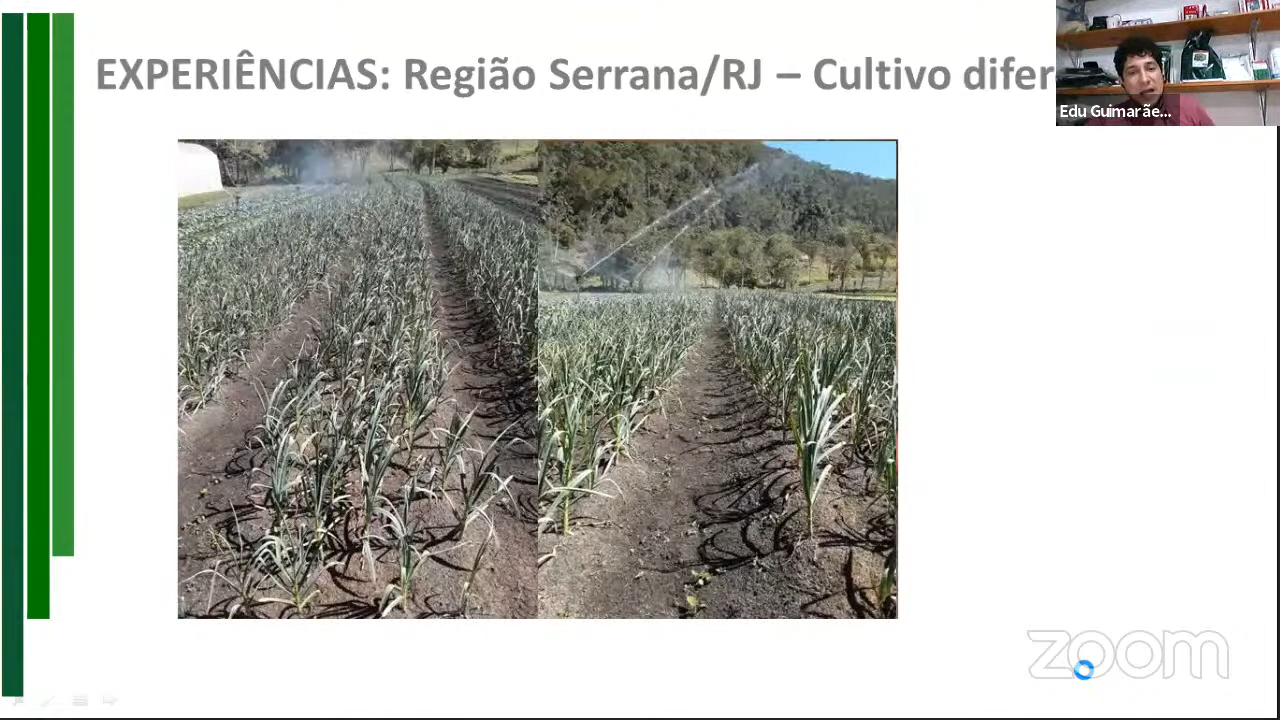 EXPERIÊNCIAS: Região Serrana/RJ – Cultivo difer
Edu Guimarãe...
zoom